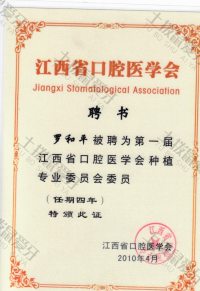 江西省口腔医学会
Jiangxi Stomatological Association
聘书
罗和平被聘为第一届
江西省口腔医学会种植
专业委员会委员
(任期四年)
特颁此证
江西省口腔医学会
2010年4月